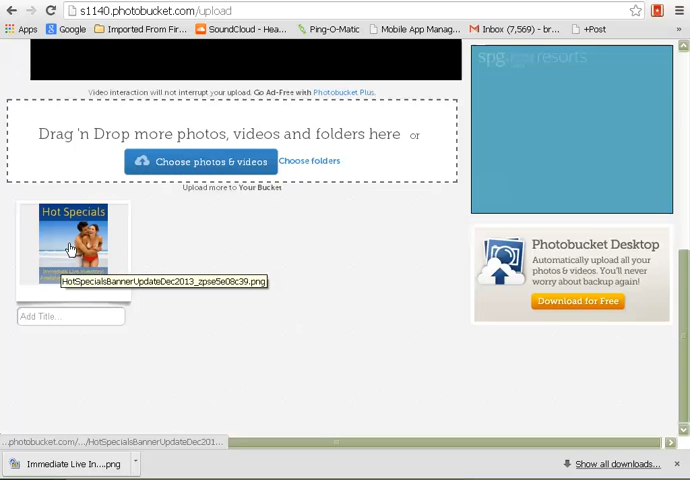 s1140.photobucket.com/upload
Apps
Google
Imported From Fir...
SoundCloud - Hea...
Ping-O-Matic
Mobile App Manag...
Inbox (7,569) - br...
+Post
spg resorts
Video interaction will not interrupt your upload. Go Ad-Free with Photobucket Plus.
Drag 'n Drop more photos, videos and folders here or
Choose photos & videos
Choose folders
Upload more to Your Bucket
Hot Specials
HotSpecialsBannerUpdateDec2013_zpse5e08c39.png
Add Title...
Photobucket Desktop
Automatically upload all your
photos & videos. You'll never
worry about backup again!
Download for Free
...photobucket.com/.../HotSpecialsBannerUpdateDec201...
Immediate Live In....png
Show all downloads...